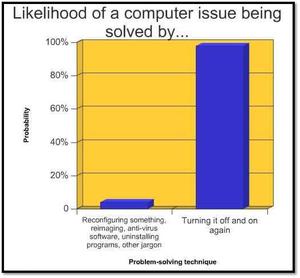 Likelihood of a computer issue being
solved by...
100%
80%
60%
40%
20%
0
Probability
Reconfiguring something,
reimaging, anti-virus
software, uninstalling
programs, other jargon
Turning it off and on
again
Problem-solving technique